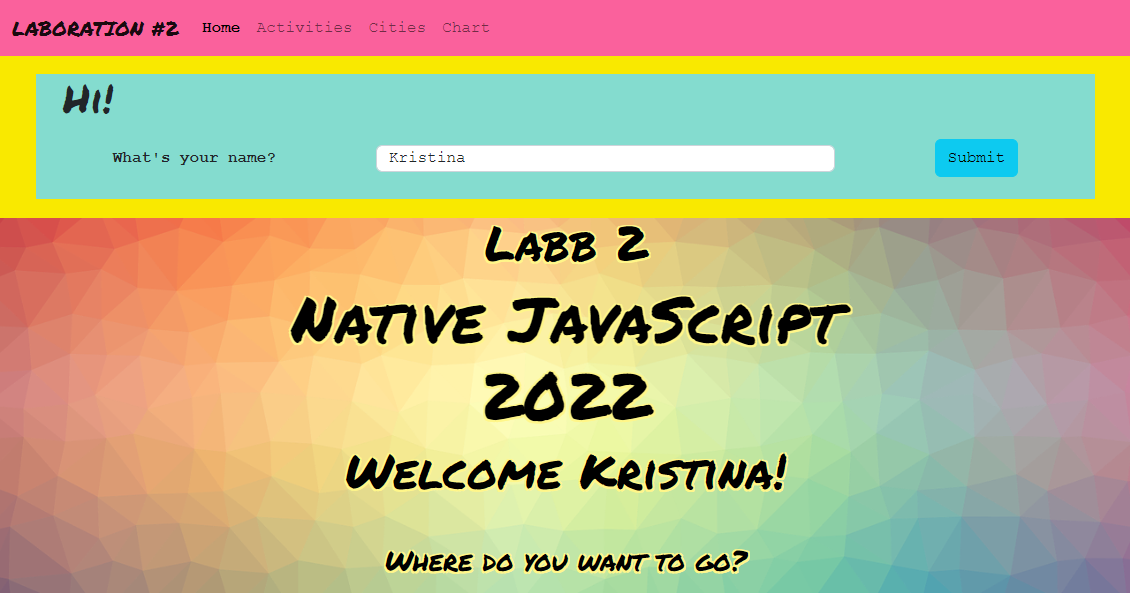 LABORATION #2 Home Activities Cities Chart
Hi!
What's your name? Kristina Submit
Labb 2
Native JavaScript
2022
Welcome Kristina!
Where do you want to go?